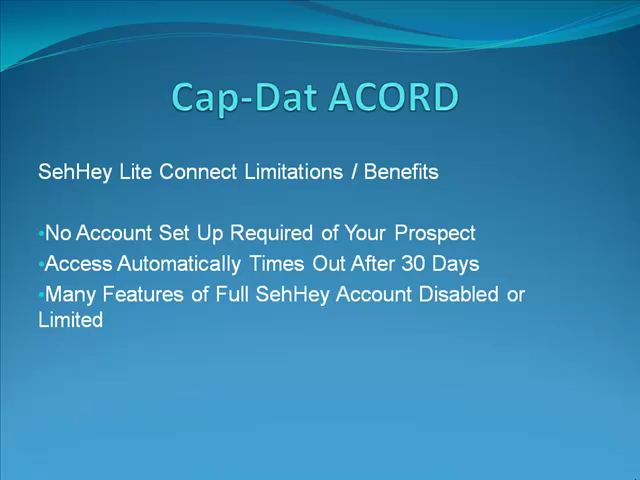 Cap-Dat ACORD
SehHey Lite Connect Limitations / Benefits
•No Account Set Up Required of Your Prospect
•Access Automatically Times Out After 30 Days
•Many Features of Full SehHey Account Disabled or
Limited